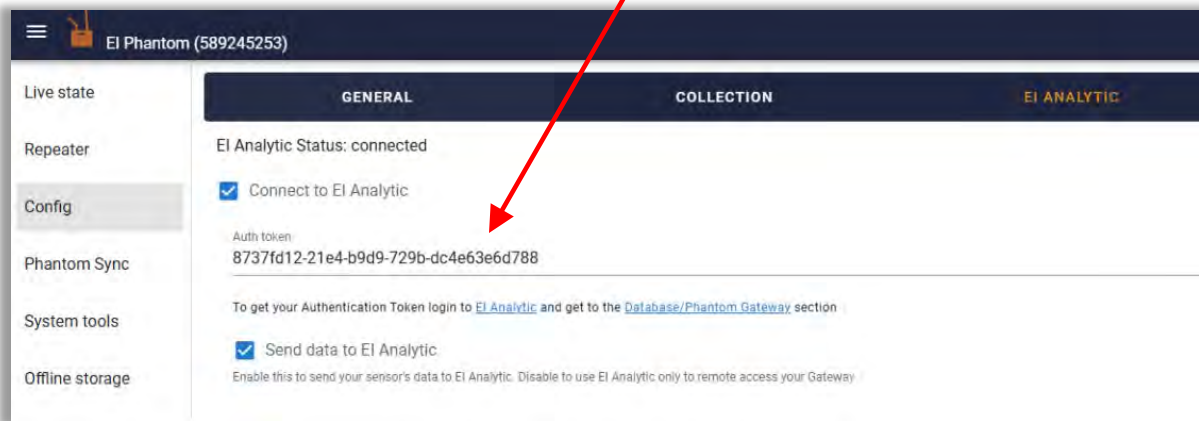 EI Phantom (589245253)
Live state
Repeater
Config
Phantom Sync
System tools
Offline storage
GENERAL
COLLECTION
EI ANALYTIC
EI Analytic Status: connected
Connect to EI Analytic
Auth token
8737fd12-21e4-b9d9-729b-dc4e63e6d788
To get your Authentication Token login to EI Analytic and get to the Database/Phantom Gateway section
Send data to EI Analytic
Enable this to send your sensor's data to EI Analytic. Disable to use EI Analytic only to remote access your Gateway